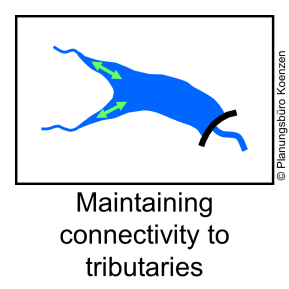 © Planungsbüro Koenzen
Maintaining
connectivity to
tributaries